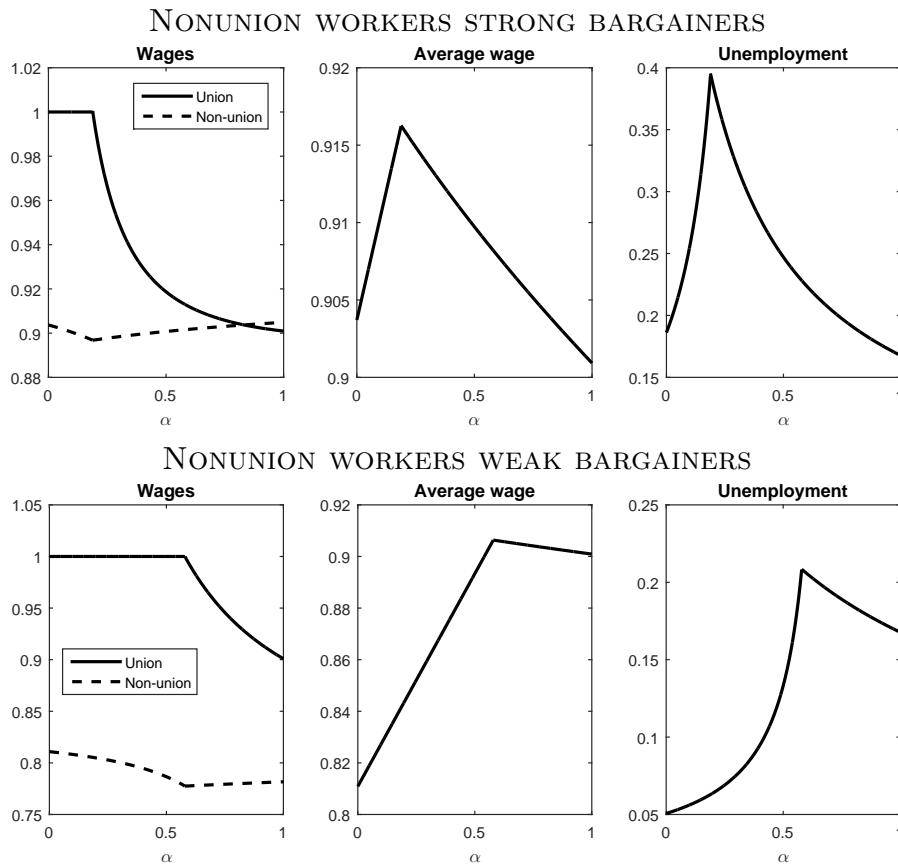 NONUNION WORKERS STRONG BARGAINERS
Wages
Average wage
Unemployment
1.02
1
0.98
0.96
0.94
0.92
0.9
0.88
Union
Non-union
0 0.5 1
α
0.92
0.915
0.91
0.905
0.9
0 0.5 1
α
0.4
0.35
0.3
0.25
0.2
0.15
0 0.5 1
α
NONUNION WORKERS WEAK BARGAINERS
Wages
Average wage
Unemployment
1.05
1
0.95
0.9
0.85
0.8
0.75
Union
Non-union
0 0.5 1
α
0.92
0.9
0.88
0.86
0.84
0.82
0.8
0 0.5 1
α
0.25
0.2
0.15
0.1
0.05
0 0.5 1
α